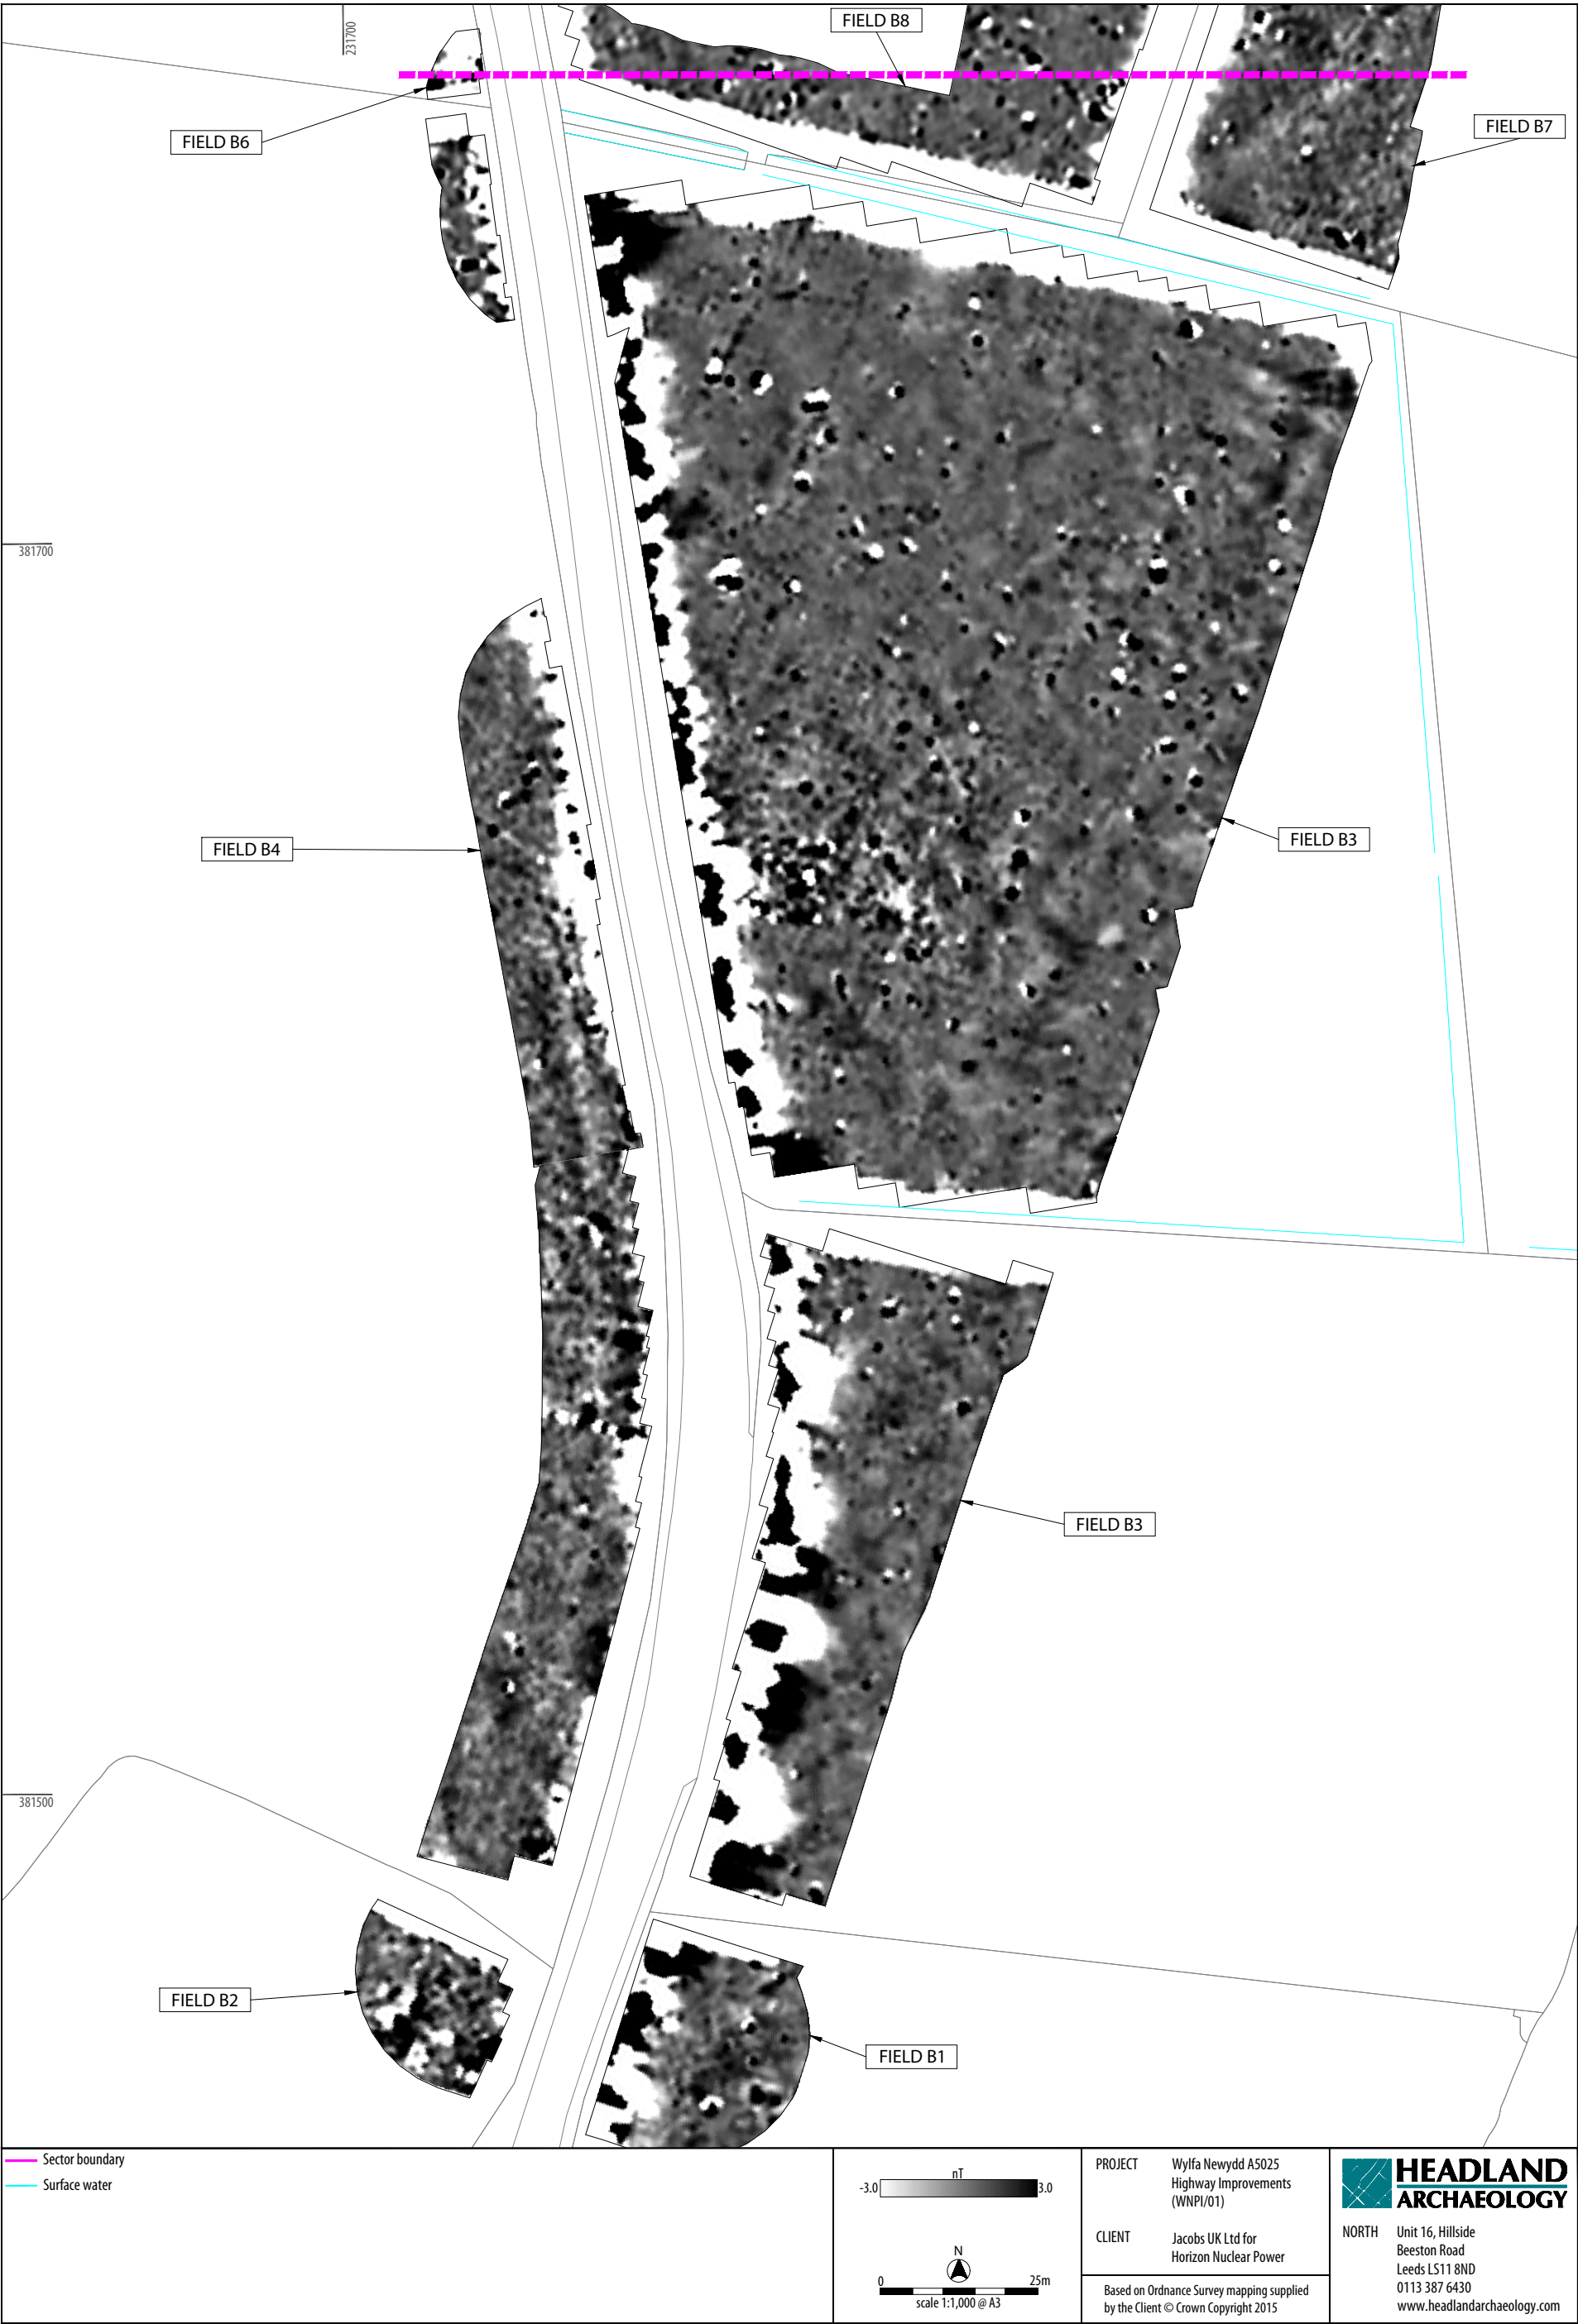 FIELD B8
231700
FIELD B6
FIELD B7
381700
FIELD B4
FIELD B3
FIELD B3
381500
FIELD B2
FIELD B1
Sector boundary
Surface water
nT
-3.0 3.0
N
0 25m
scale 1:1,000 @ A3
PROJECT Wylfa Newydd A5025
Highway Improvements
(WNPI/01)
CLIENT Jacobs UK Ltd for
Horizon Nuclear Power
Based on Ordnance Survey mapping supplied
by the Client © Crown Copyright 2015
HEADLAND
ARCHAEOLOGY
NORTH Unit 16, Hillside
Beeston Road
Leeds LS11 8ND
0113 387 6430
www.headlandarchaeology.com